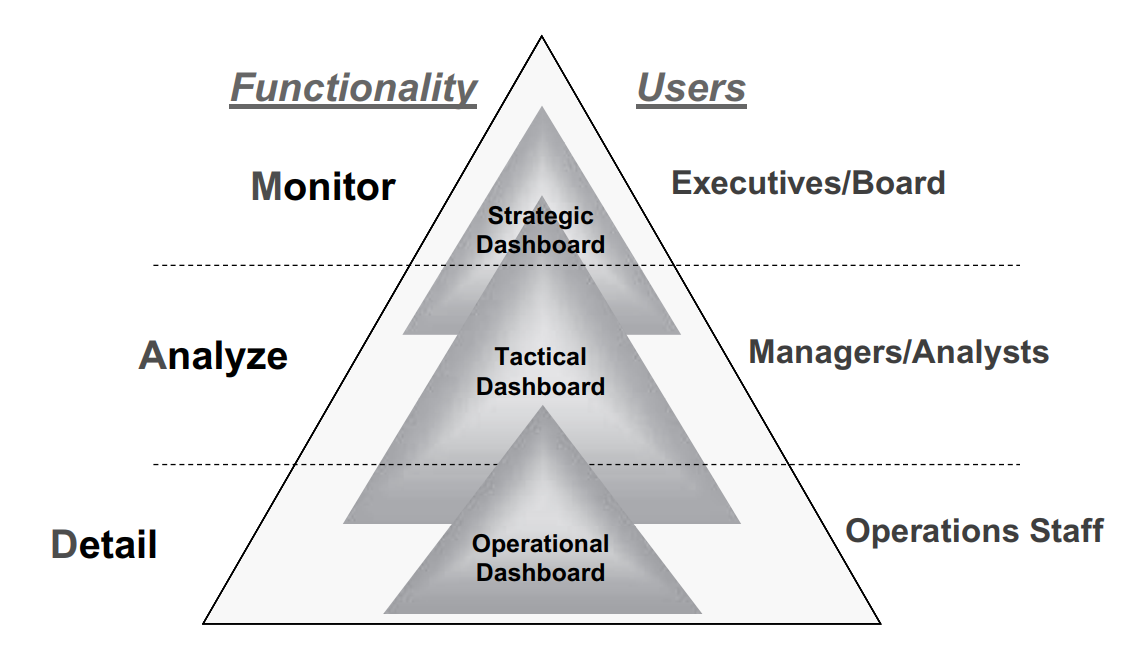 Functionality
Users
Monitor
Executives/Board
Strategic
Dashboard
Analyze
Managers/Analysts
Tactical
Dashboard
Detail
Operations Staff
Operational
Dashboard